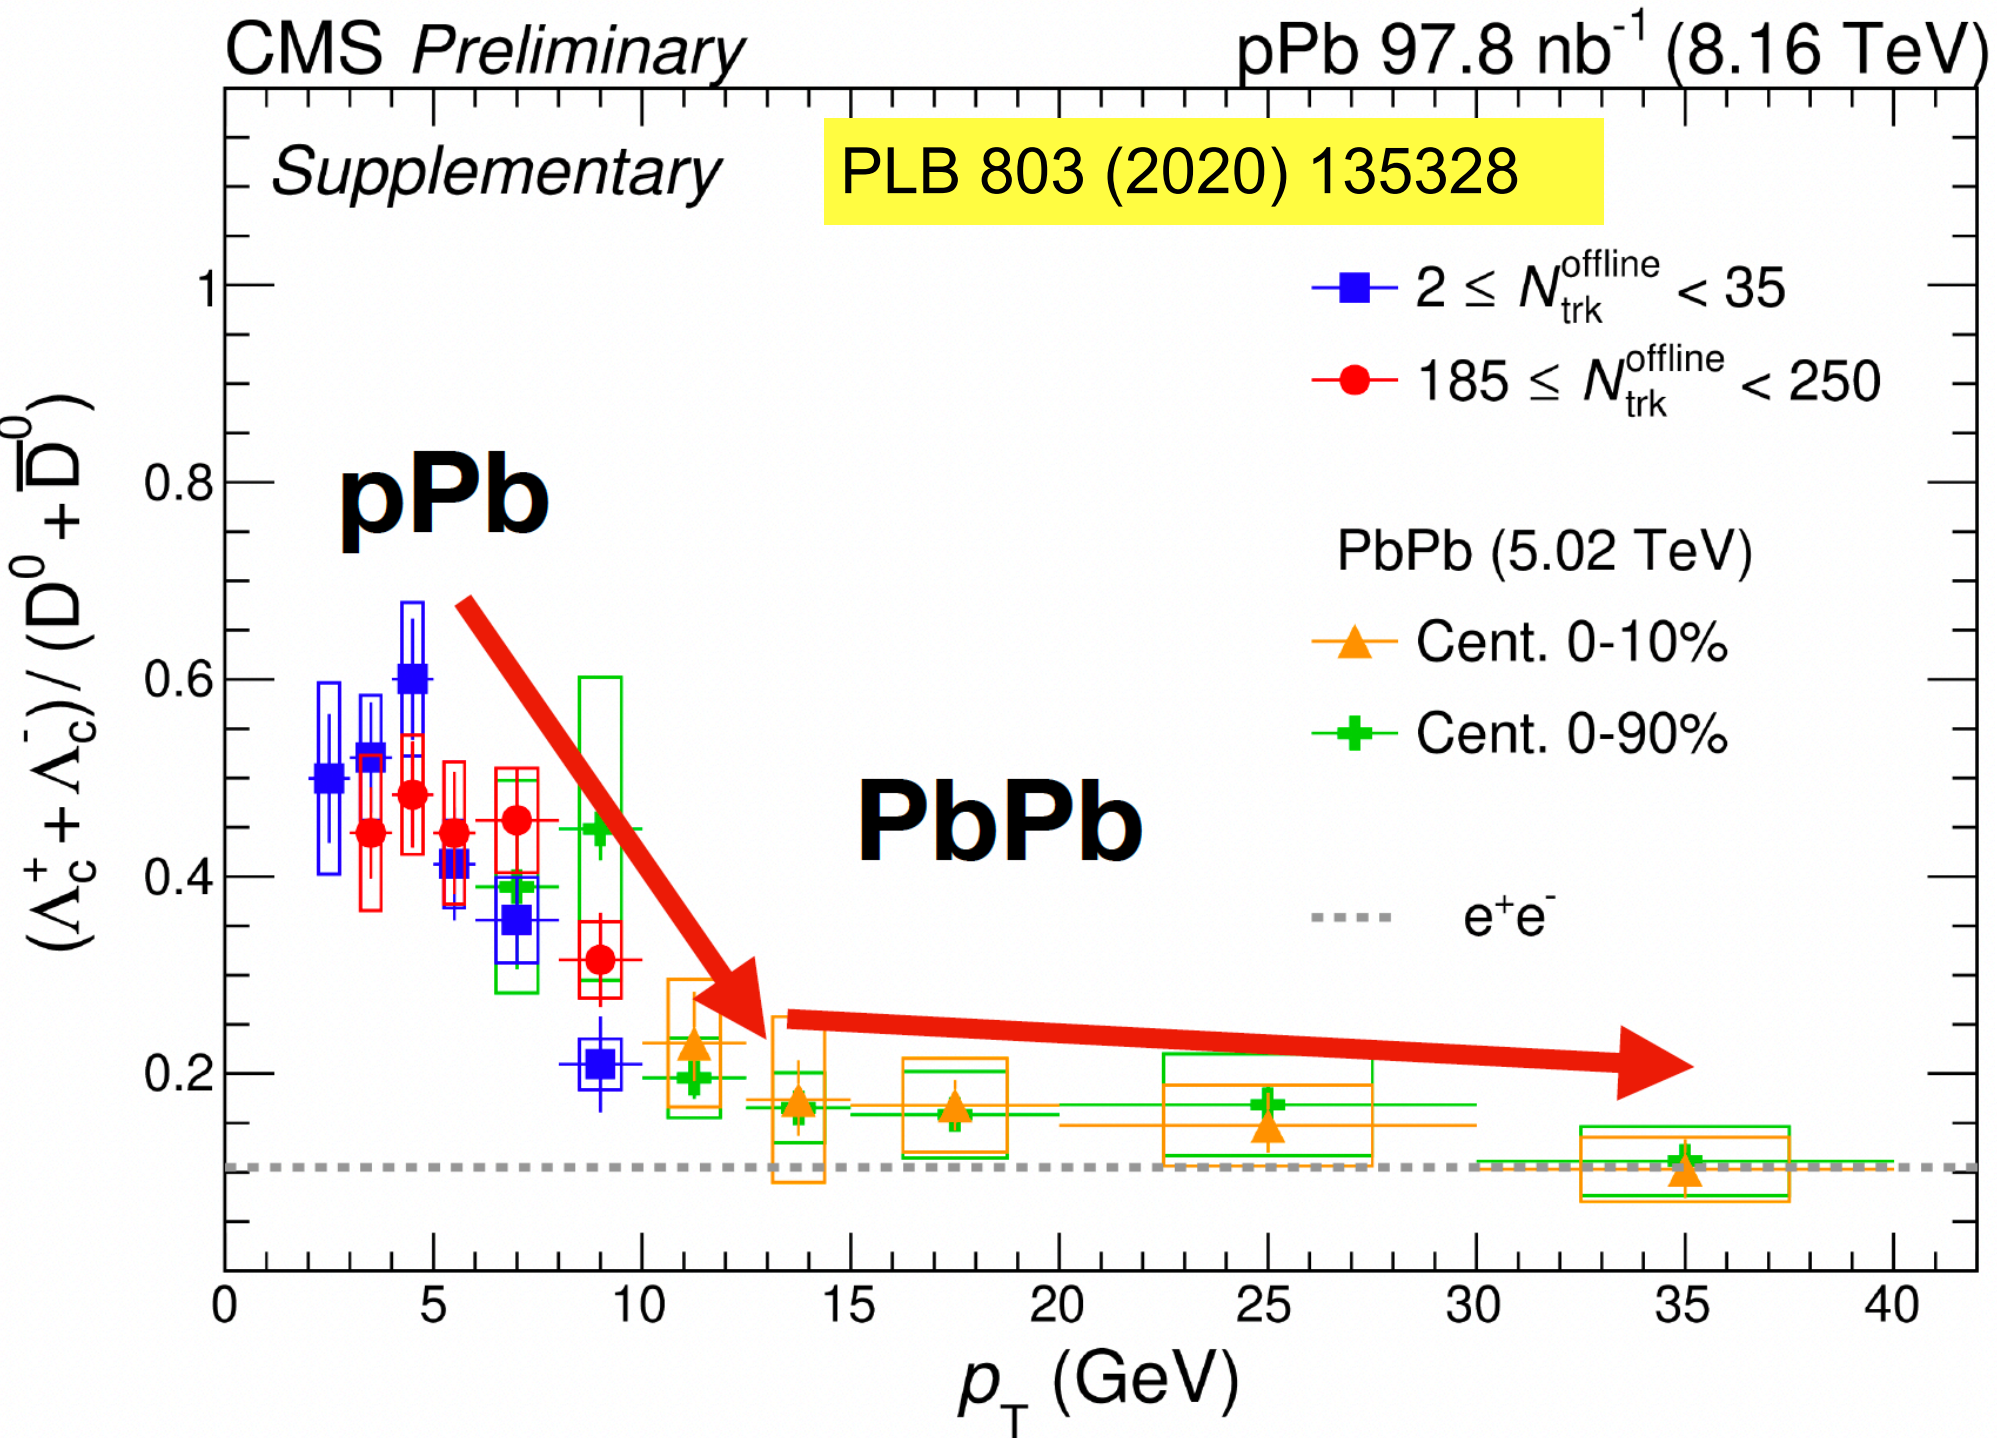 CMS Preliminary
pPb 97.8 nb⁻¹ (8.16 TeV)
Supplementary
PLB 803 (2020) 135328
2 ≤ N_trk^offline < 35
185 ≤ N_trk^offline < 250
pPb
PbPb (5.02 TeV)
Cent. 0-10%
Cent. 0-90%
PbPb
e⁺e⁻
(Λ_c⁺ + Λ_c⁻) / (D⁰ + D̅⁰)
1
0.8
0.6
0.4
0.2
0 5 10 15 20 25 30 35 40
p_T (GeV)